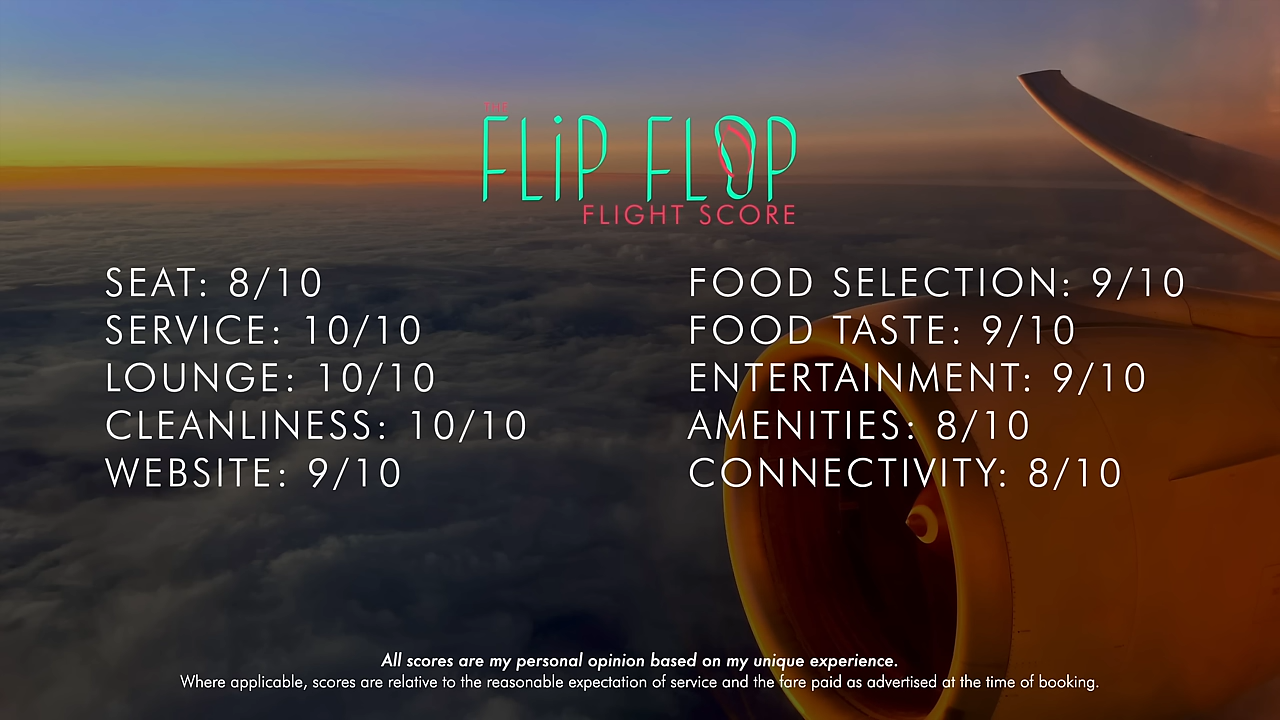 THE
FLiP FLOP
FLIGHT SCORE
SEAT: 8/10
SERVICE: 10/10
LOUNGE: 10/10
CLEANLINESS: 10/10
WEBSITE: 9/10
FOOD SELECTION: 9/10
FOOD TASTE: 9/10
ENTERTAINMENT: 9/10
AMENITIES: 8/10
CONNECTIVITY: 8/10
All scores are my personal opinion based on my unique experience.
Where applicable, scores are relative to the reasonable expectation of service and the fare paid as advertised at the time of booking.